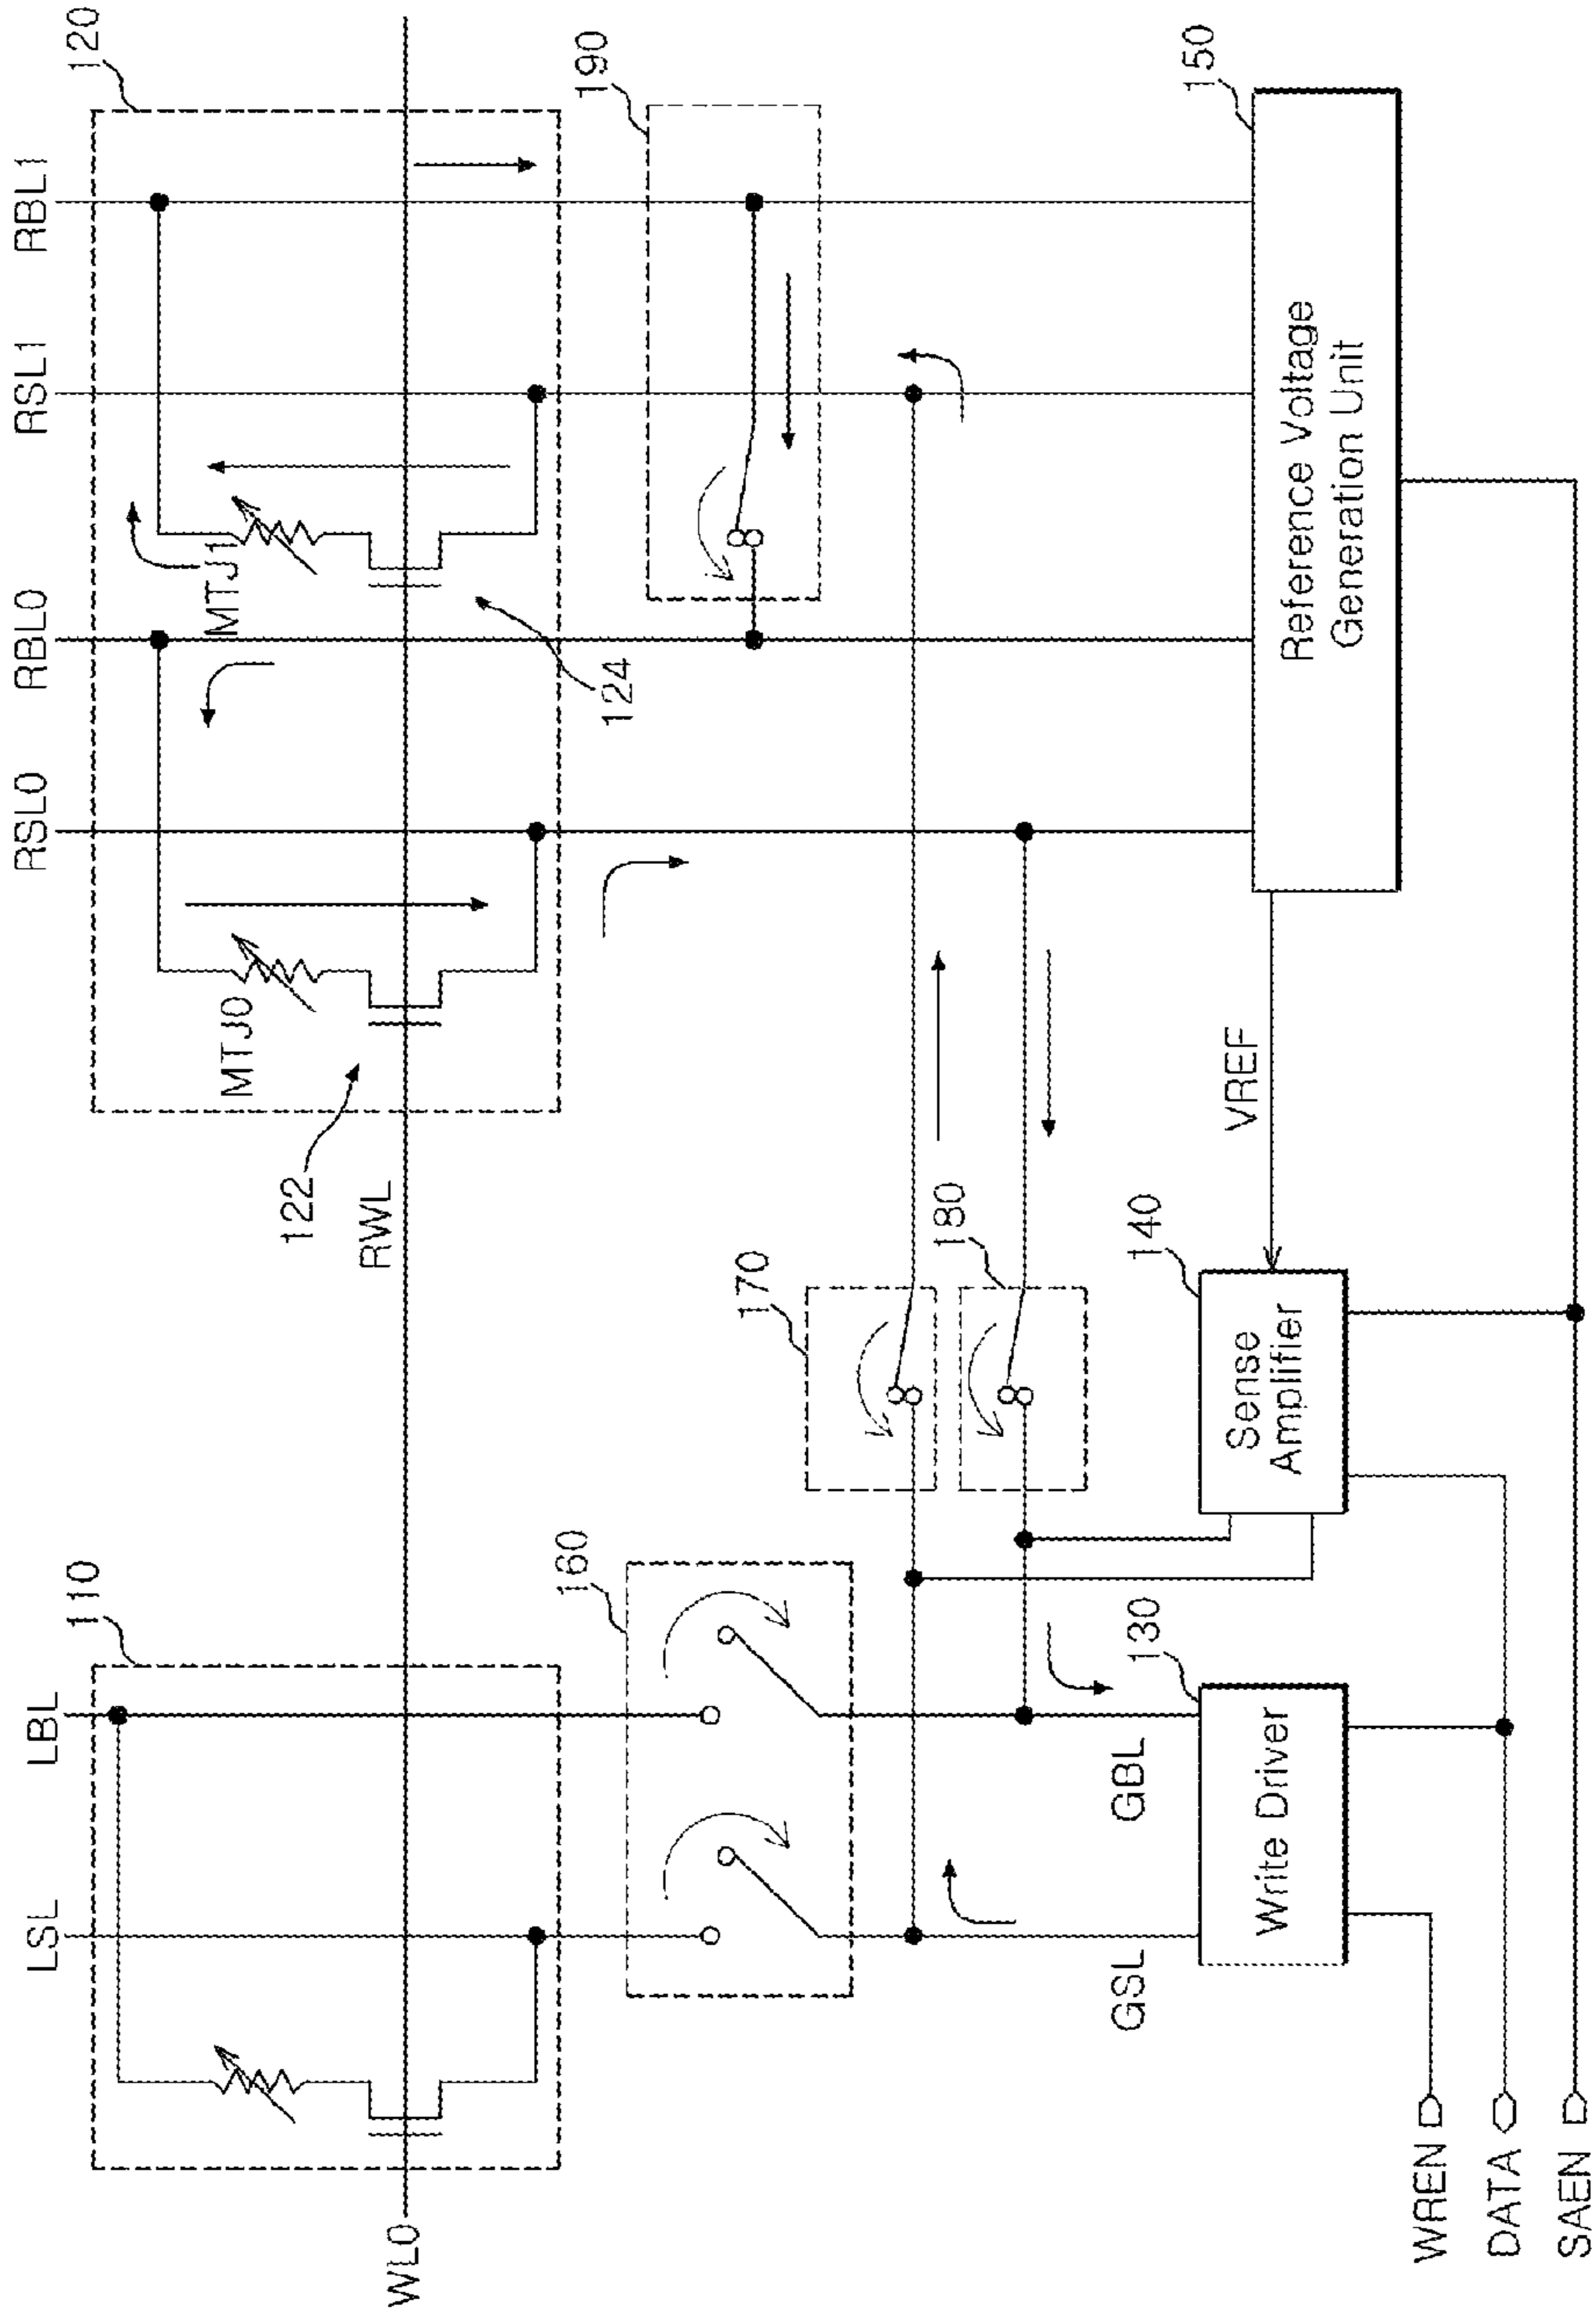 LSL
LBL
RSL0
RBL0
RSL1
RBL1
110
120
MTJ0
MTJ1
WL0
RWL
122
124
160
190
170
180
GSL
GBL
130
140
150
Write Driver
Sense
Amplifier
VREF
Reference Voltage
Generation Unit
WREN
DATA
SAEN